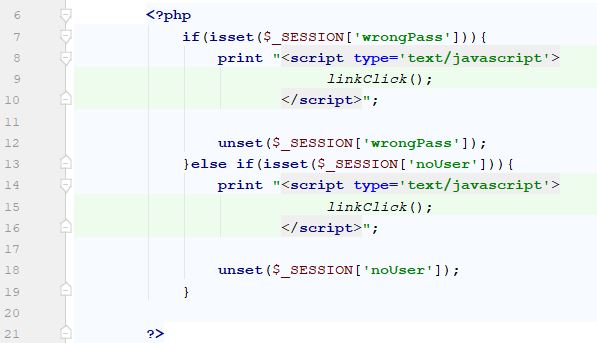 6 <?php
7 if(isset($_SESSION['wrongPass'])){
8 print "<script type='text/javascript'>
9 linkClick();
10 </script>";
11
12 unset($_SESSION['wrongPass']);
13 }else if(isset($_SESSION['noUser'])){
14 print "<script type='text/javascript'>
15 linkClick();
16 </script>";
17
18 unset($_SESSION['noUser']);
19 }
20
21 ?>